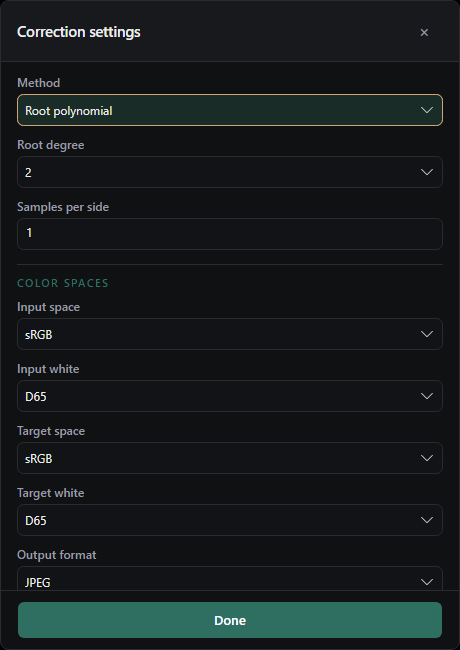 Correction settings
×
Method
Root polynomial
Root degree
2
Samples per side
1
COLOR SPACES
Input space
sRGB
Input white
D65
Target space
sRGB
Target white
D65
Output format
JPEG
Done